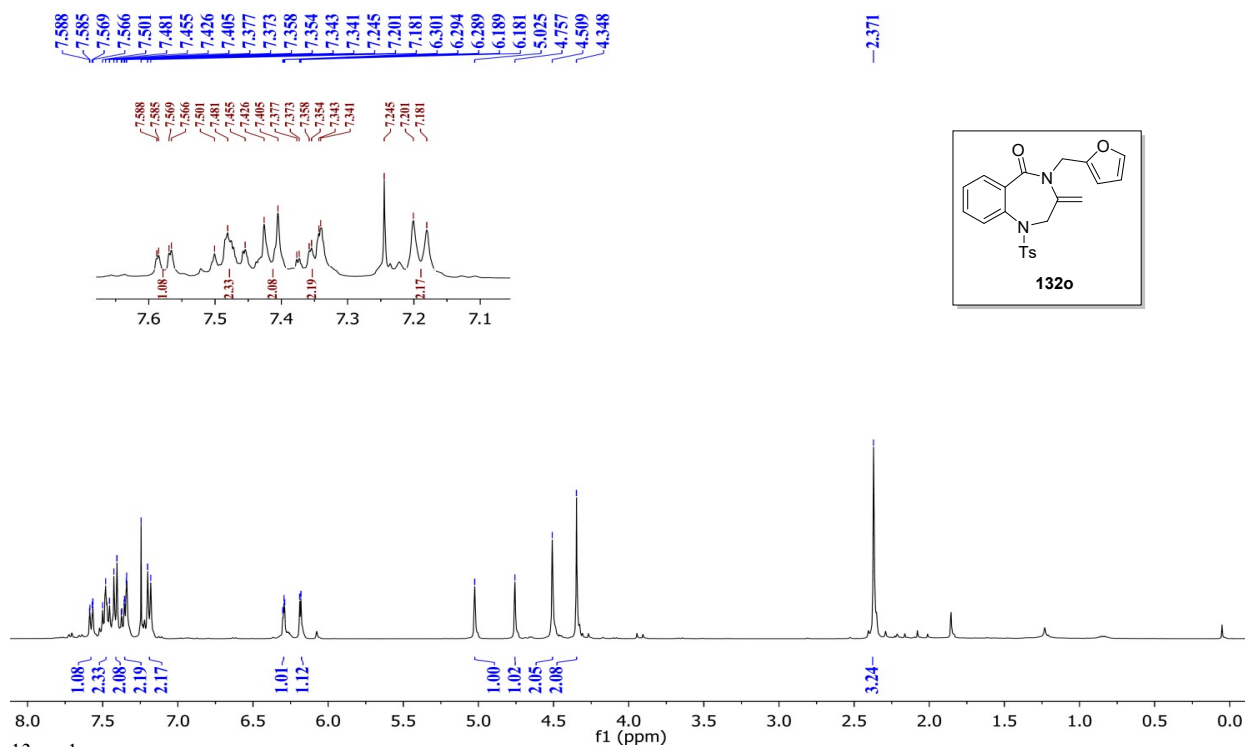 7.588 7.585 7.569 7.566 7.501 7.481 7.455 7.426 7.405 7.377 7.373 7.358 7.354 7.343 7.341 7.245 7.201 7.181 6.301 6.294 6.289 6.189 6.181 5.025 4.757 4.509 4.348 2.371
7.588 7.585 7.569 7.566 7.501 7.481 7.455 7.426 7.405 7.377 7.373 7.358 7.354 7.343 7.341 7.245 7.201 7.181
1.08 2.33 2.08 2.19 2.17
7.6 7.5 7.4 7.3 7.2 7.1
O
O
N
N
Ts
132o
1.08 2.33 2.08 2.19 2.17 1.01 1.12 1.00 1.02 2.05 2.08 3.24
8.0 7.5 7.0 6.5 6.0 5.5 5.0 4.5 4.0 3.5 3.0 2.5 2.0 1.5 1.0 0.5 0.0
f1 (ppm)